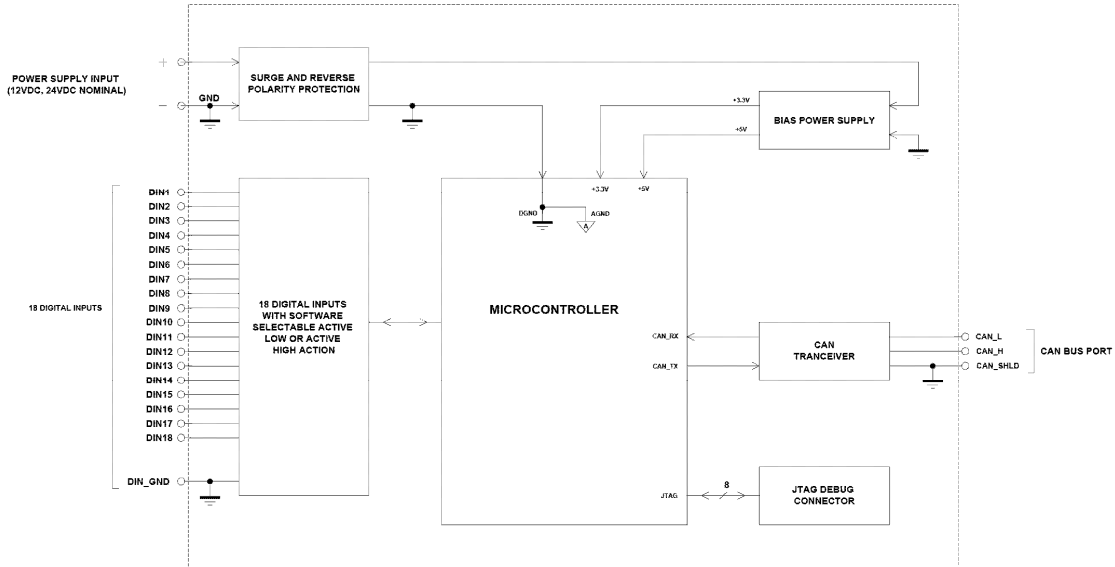 +
POWER SUPPLY INPUT
(12VDC, 24VDC NOMINAL)
−
GND
SURGE AND REVERSE
POLARITY PROTECTION
+3.3V
+5V
BIAS POWER SUPPLY
18 DIGITAL INPUTS
DIN1
DIN2
DIN3
DIN4
DIN5
DIN6
DIN7
DIN8
DIN9
DIN10
DIN11
DIN12
DIN13
DIN14
DIN15
DIN16
DIN17
DIN18
DIN_GND
18 DIGITAL INPUTS
WITH SOFTWARE
SELECTABLE ACTIVE
LOW OR ACTIVE
HIGH ACTION
+3.3V
+5V
DGND
AGND
A
MICROCONTROLLER
CAN_RX
CAN_TX
JTAG
CAN
TRANCEIVER
CAN_L
CAN_H
CAN_SHLD
CAN BUS PORT
8
JTAG DEBUG
CONNECTOR